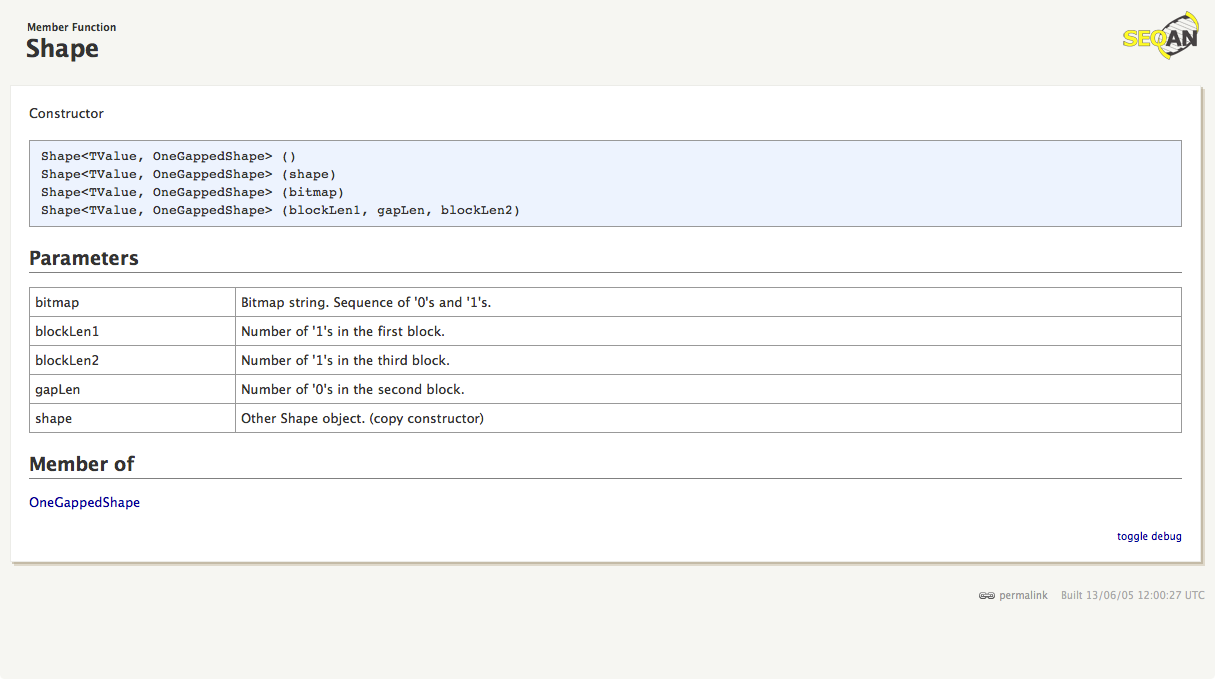 Member Function
Shape
SEQAN
Constructor
Shape<TValue, OneGappedShape> ()
Shape<TValue, OneGappedShape> (shape)
Shape<TValue, OneGappedShape> (bitmap)
Shape<TValue, OneGappedShape> (blockLen1, gapLen, blockLen2)
Parameters
bitmap Bitmap string. Sequence of '0's and '1's.
blockLen1 Number of '1's in the first block.
blockLen2 Number of '1's in the third block.
gapLen Number of '0's in the second block.
shape Other Shape object. (copy constructor)
Member of
OneGappedShape
toggle debug
permalink Built 13/06/05 12:00:27 UTC